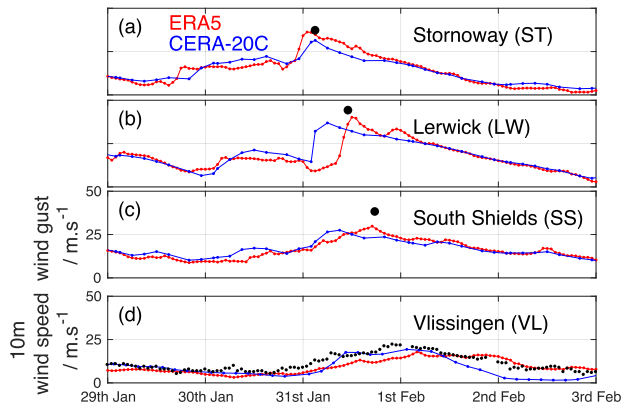 (a)
ERA5
CERA-20C
Stornoway (ST)
(b)
Lerwick (LW)
50
25
0
wind gust
/ m.s-1
(c)
South Shields (SS)
50
25
0
10m
wind speed
/ m.s-1
(d)
Vlissingen (VL)
29th Jan
30th Jan
31st Jan
1st Feb
2nd Feb
3rd Feb